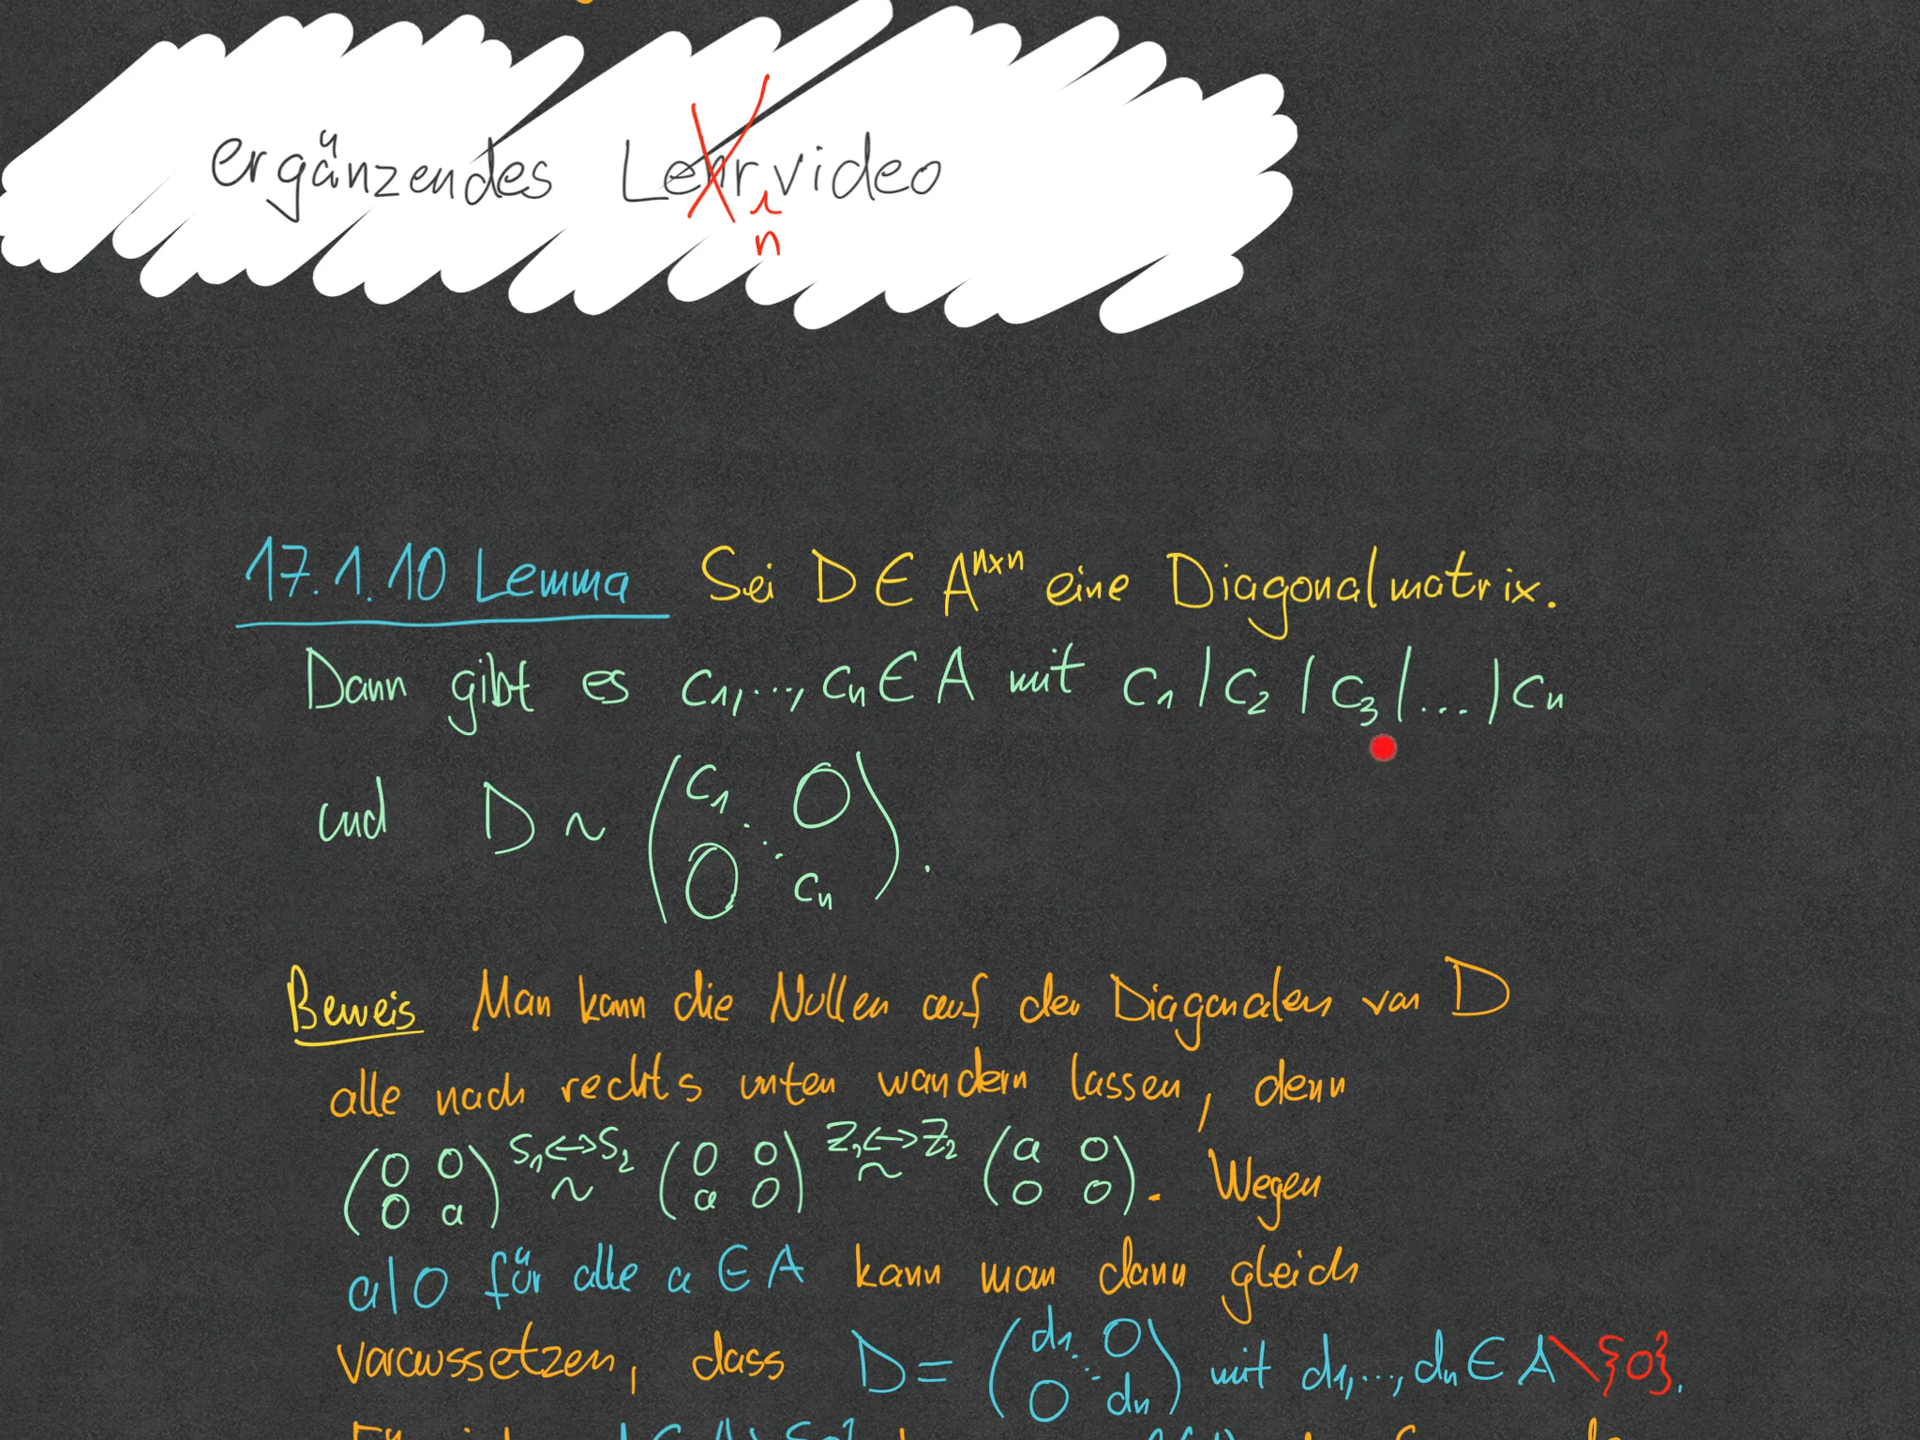 ergänzendes Lehrvideo
i
n
17.1.10 Lemma Sei D ∈ A^{n×n} eine Diagonalmatrix.
Dann gibt es c₁, ..., cₙ ∈ A mit c₁ | c₂ | c₃ | ... | cₙ
und D ~ (c₁ 0 ⋱ 0 cₙ).
Beweis Man kann die Nullen auf der Diagonalen von D
alle nach rechts unten wandern lassen, denn
(0 0 0 a) S₁↔S₂ ~ (0 0 a 0) Z₁↔Z₂ ~ (a 0 0 0). Wegen
a|0 für alle a ∈ A kann man dann gleich
voraussetzen, dass D = (d₁ 0 ⋱ 0 dₙ) mit d₁, ..., dₙ ∈ A\{0}.